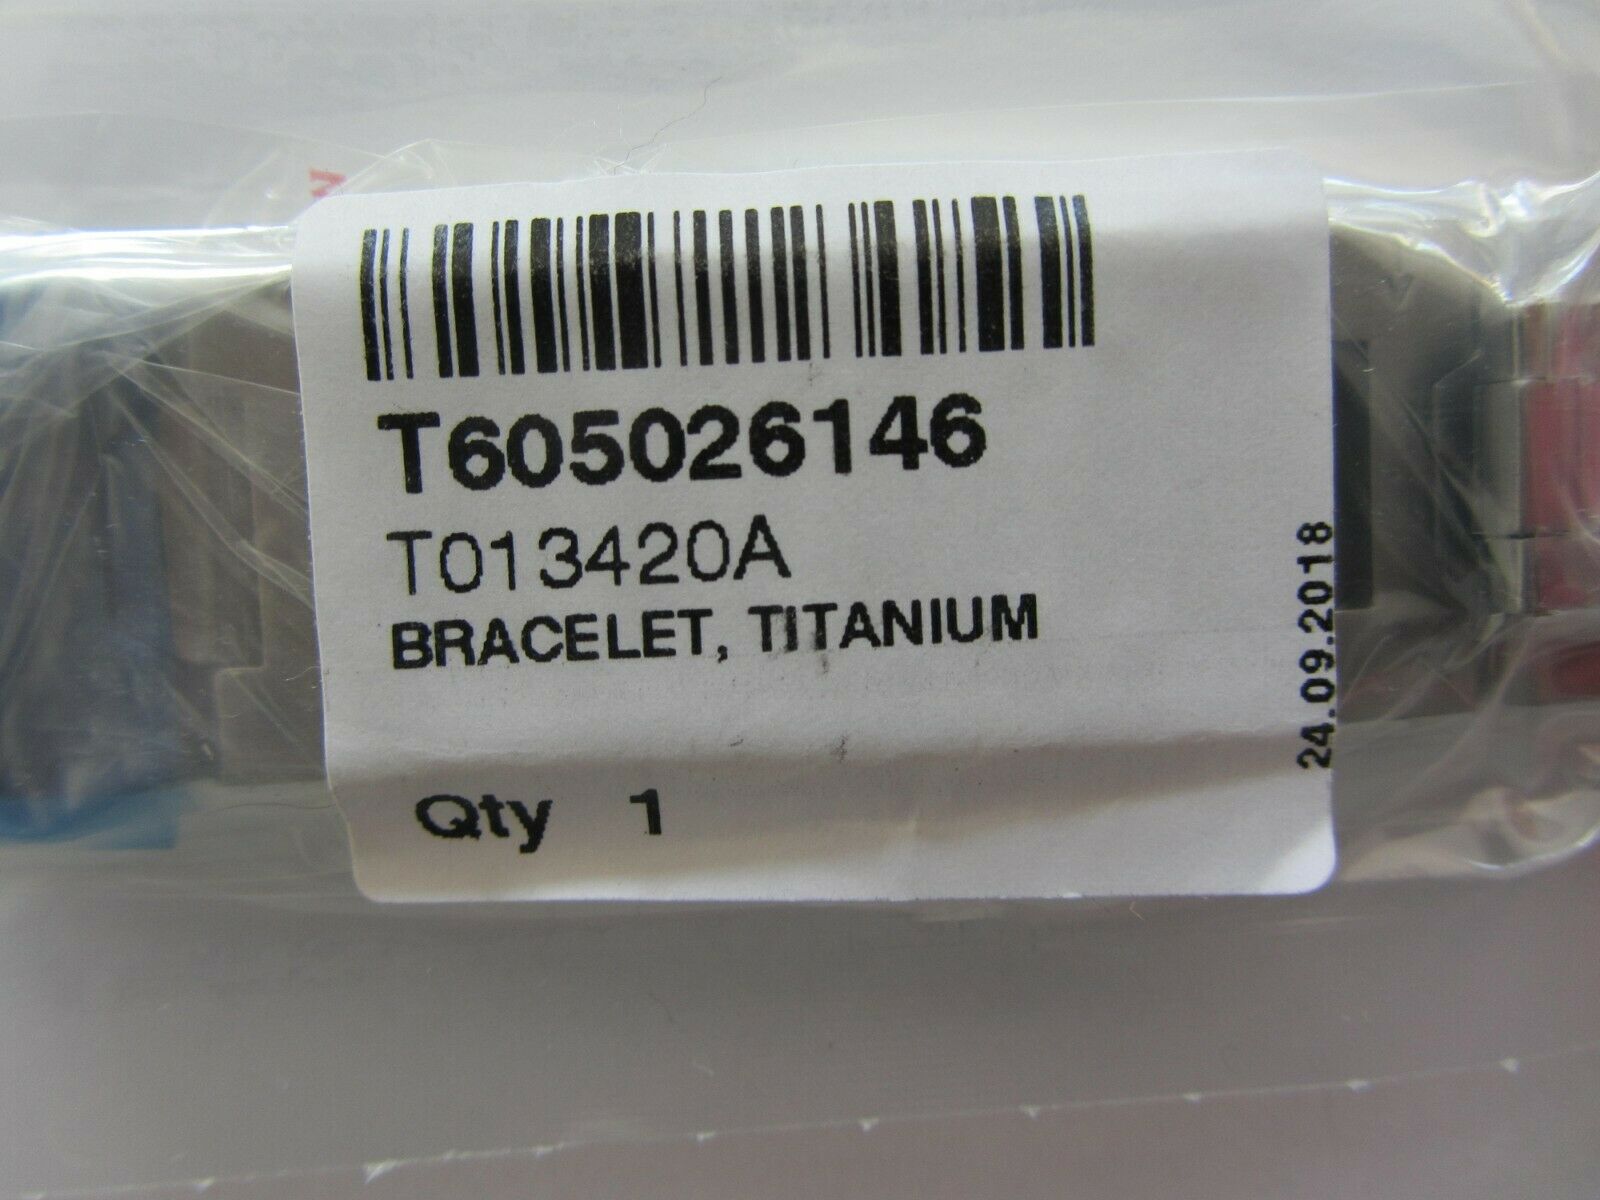 T605026146
T013420A
BRACELET, TITANIUM
Qty 1
24.09.2018